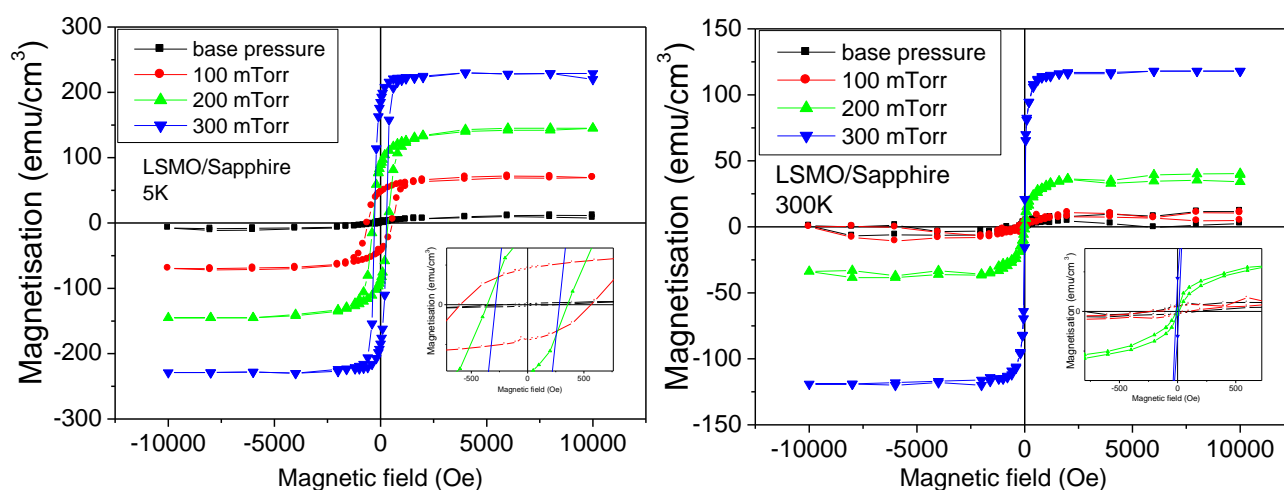 300
200
100
0
-100
-200
-300
Magnetisation (emu/cm3)
base pressure
100 mTorr
200 mTorr
300 mTorr
LSMO/Sapphire
5K
Magnetisation (emu/cm3)
0
-500 0 500
Magnetic field (Oe)
-10000 -5000 0 5000 10000
Magnetic field (Oe)
150
100
50
0
-50
-100
-150
Magnetisation (emu/cm3)
base pressure
100 mTorr
200 mTorr
300 mTorr
LSMO/Sapphire
300K
Magnetisation (emu/cm3)
0
-500 0 500
Magnetic field (Oe)
-10000 -5000 0 5000 10000
Magnetic field (Oe)